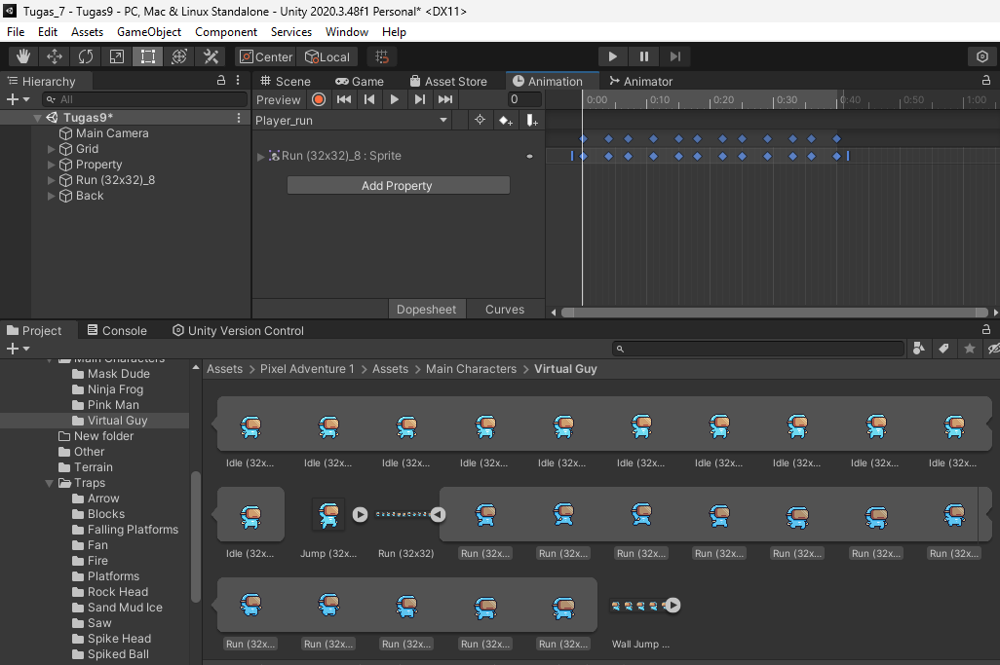 Tugas_7 - Tugas9 - PC, Mac & Linux Standalone - Unity 2020.3.48f1 Personal* <DX11>
File Edit Assets GameObject Component Services Window Help
Center Local
Hierarchy
All
Tugas9*
Main Camera
Grid
Property
Run (32x32)_8
Back
Scene Game Asset Store Animation Animator
Preview 0
0:00 0:10 0:20 0:30 0:40 0:50 1:00
Player_run
Run (32x32)_8 : Sprite
Add Property
Dopesheet Curves
Project Console Unity Version Control
Main Characters
Mask Dude
Ninja Frog
Pink Man
Virtual Guy
New folder
Other
Terrain
Traps
Arrow
Blocks
Falling Platforms
Fan
Fire
Platforms
Rock Head
Sand Mud Ice
Saw
Spike Head
Spiked Ball
Assets > Pixel Adventure 1 > Assets > Main Characters > Virtual Guy
Idle (32x... Idle (32x... Idle (32x... Idle (32x... Idle (32x... Idle (32x... Idle (32x... Idle (32x... Idle (32x... Idle (32x...
Idle (32x... Jump (32x... Run (32x32) Run (32x... Run (32x... Run (32x... Run (32x... Run (32x... Run (32x... Run (32x...
Run (32x... Run (32x... Run (32x... Run (32x... Run (32x... Wall Jump ...